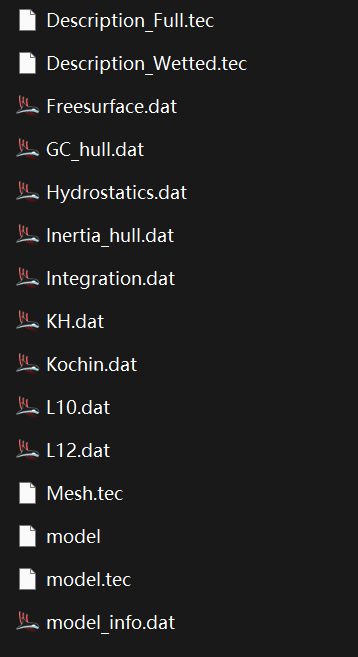 Description_Full.tec
Description_Wetted.tec
Freesurface.dat
GC_hull.dat
Hydrostatics.dat
Inertia_hull.dat
Integration.dat
KH.dat
Kochin.dat
L10.dat
L12.dat
Mesh.tec
model
model.tec
model_info.dat